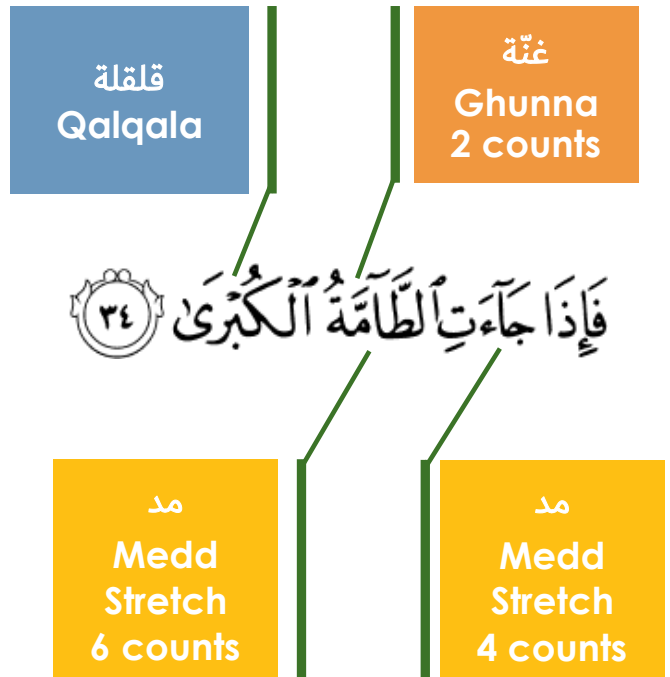 قلقلة
Qalqala
غنّة
Ghunna
2 counts
فَإِذَا جَآءَتِ ٱلطَّآمَّةُ ٱلْكُبْرَىٰ ٣٤
مد
Medd
Stretch
6 counts
مد
Medd
Stretch
4 counts